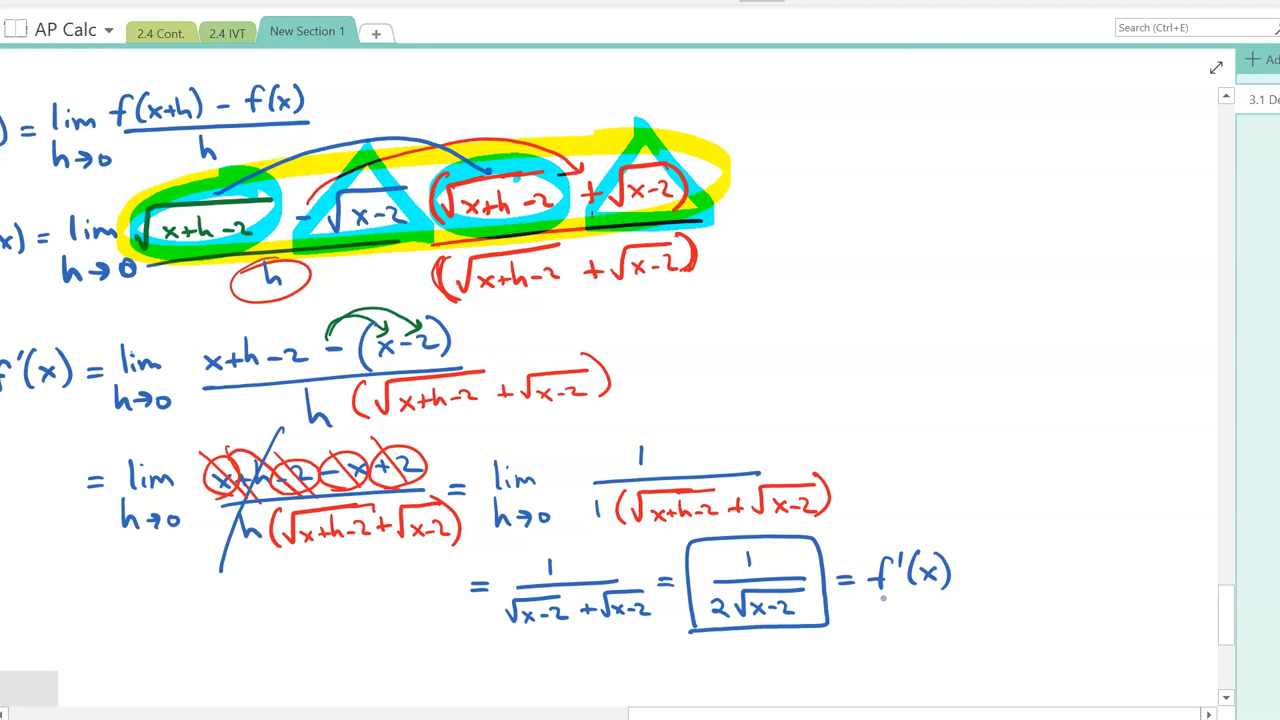 AP Calc 2.4 Cont. 2.4 IVT New Section 1 + Search (Ctrl+E)
+ Ad
3.1 D
) = lim h→0 f(x+h) - f(x) / h
x) = lim h→0 √(x+h-2) - √(x-2) / h (√(x+h-2) + √(x-2)) / (√(x+h-2) + √(x-2))
f'(x) = lim h→0 x+h-2 - (x-2) / h (√(x+h-2) + √(x-2))
= lim h→0 x+h-2-x+2 / h(√(x+h-2) + √(x-2)) = lim h→0 1 / 1(√(x+h-2) + √(x-2))
= 1 / √(x-2) + √(x-2) = 1 / 2√(x-2) = f'(x)